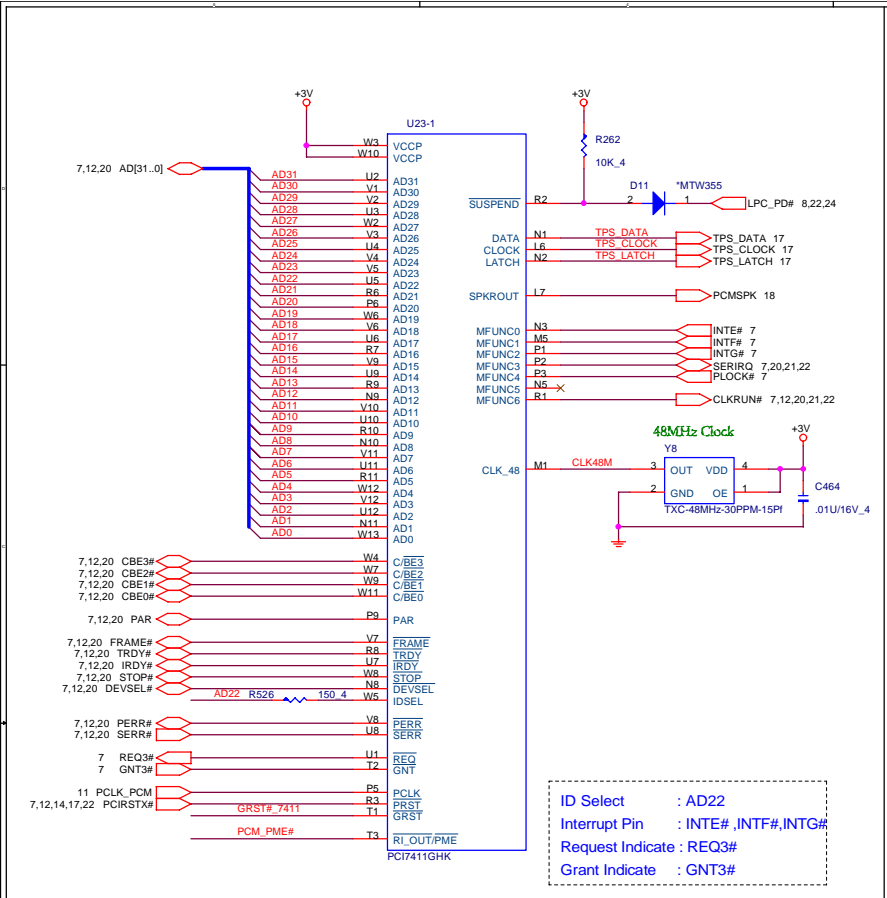 +3V
+3V
U23-1
R262
10K_4
W3 VCCP
W10 VCCP
7,12,20 AD[31..0]
AD31 U2 AD31
AD30 V1 AD30
AD29 V2 AD29
AD28 U3 AD28
AD27 W2 AD27
AD26 V3 AD26
AD25 U4 AD25
AD24 V4 AD24
AD23 V5 AD23
AD22 U5 AD22
AD21 R6 AD21
AD20 P6 AD20
AD19 W6 AD19
AD18 V6 AD18
AD17 U6 AD17
AD16 R7 AD16
AD15 V9 AD15
AD14 U9 AD14
AD13 R9 AD13
AD12 N9 AD12
AD11 V10 AD11
AD10 U10 AD10
AD9 R10 AD9
AD8 N10 AD8
AD7 V11 AD7
AD6 U11 AD6
AD5 R11 AD5
AD4 W12 AD4
AD3 V12 AD3
AD2 U12 AD2
AD1 N11 AD1
AD0 W13 AD0
7,12,20 CBE3# W4 C/BE3
7,12,20 CBE2# W7 C/BE2
7,12,20 CBE1# W9 C/BE1
7,12,20 CBE0# W11 C/BE0
7,12,20 PAR P9 PAR
7,12,20 FRAME# V7 FRAME
7,12,20 TRDY# R8 TRDY
7,12,20 IRDY# U7 IRDY
7,12,20 STOP# W8 STOP
7,12,20 DEVSEL# N8 DEVSEL
AD22 R526 150_4 W5 IDSEL
7,12,20 PERR# V8 PERR
7,12,20 SERR# U8 SERR
7 REQ3# U1 REQ
7 GNT3# T2 GNT
11 PCLK_PCM P5 PCLK
7,12,14,17,22 PCIRSTX# R3 PRST
GRST#_7411 T1 GRST
PCM_PME# T3 RI_OUT/PME
PCI7411GHK
D11 *MTW355
SUSPEND R2 2 1 LPC_PD# 8,22,24
DATA N1 TPS_DATA TPS_DATA 17
CLOCK L6 TPS_CLOCK TPS_CLOCK 17
LATCH N2 TPS_LATCH TPS_LATCH 17
SPKROUT L7 PCMSPK 18
MFUNC0 N3 INTE# 7
MFUNC1 M5 INTF# 7
MFUNC2 P1 INTG# 7
MFUNC3 P2 SERIRQ 7,20,21,22
MFUNC4 P3 PLOCK# 7
MFUNC5 N5
MFUNC6 R1 CLKRUN# 7,12,20,21,22
48MHz Clock
+3V
Y8
CLK_48 M1 CLK48M 3 OUT VDD 4
2 GND OE 1
TXC-48MHz-30PPM-15Pf
C464
.01U/16V_4
ID Select : AD22
Interrupt Pin : INTE# ,INTF#,INTG#
Request Indicate : REQ3#
Grant Indicate : GNT3#